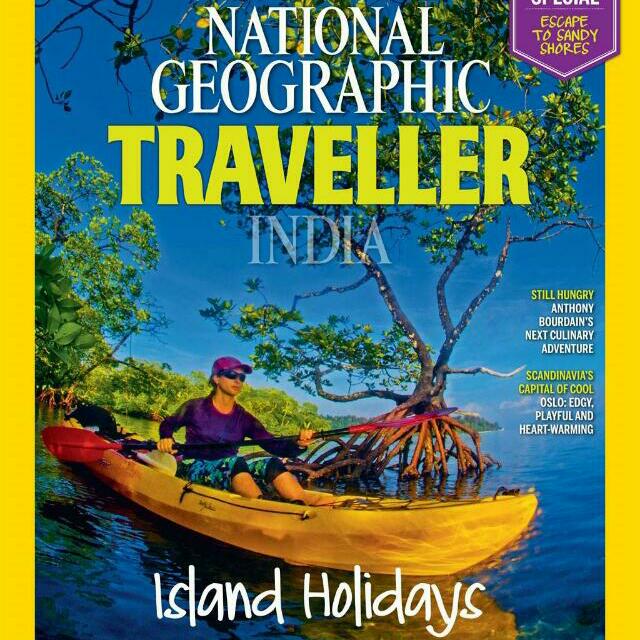 SPECIAL
ESCAPE
TO SANDY
SHORES
NATIONAL
GEOGRAPHIC
TRAVELLER
INDIA
STILL HUNGRY
ANTHONY
BOURDAIN'S
NEXT CULINARY
ADVENTURE
SCANDINAVIA'S
CAPITAL OF COOL
OSLO: EDGY,
PLAYFUL AND
HEART-WARMING
Island Holidays